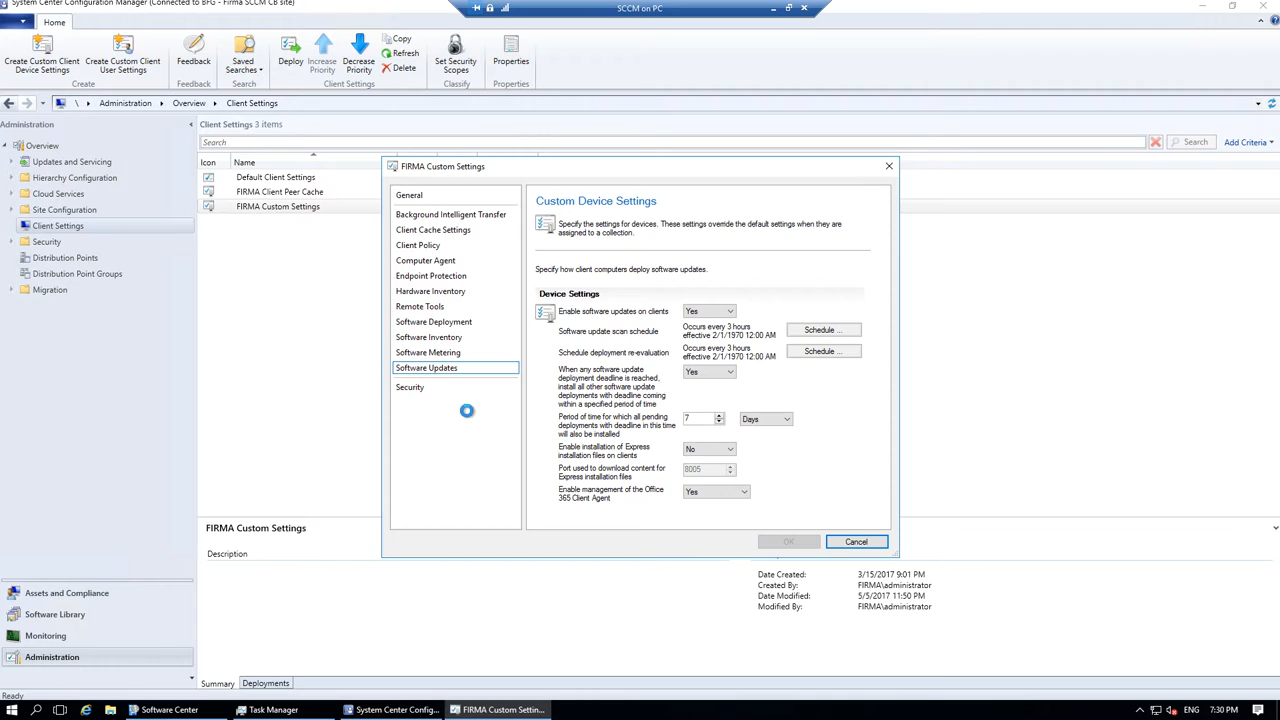 System Center Configuration Manager (Connected to BFG - Firma SCCM CB site)
SCCM on PC
Home
Create Custom Client Device Settings
Create Custom Client User Settings
Feedback
Saved Searches
Deploy
Increase Priority
Decrease Priority
Copy
Refresh
Delete
Set Security Scopes
Properties
Create
Feedback
Search
Client Settings
Classify
Properties
\ Administration Overview Client Settings
Administration
Overview
Updates and Servicing
Hierarchy Configuration
Cloud Services
Site Configuration
Client Settings
Security
Distribution Points
Distribution Point Groups
Migration
Client Settings 3 items
Search
Search
Add Criteria
Icon Name
Default Client Settings
FIRMA Client Peer Cache
FIRMA Custom Settings
FIRMA Custom Settings
General
Background Intelligent Transfer
Client Cache Settings
Client Policy
Computer Agent
Endpoint Protection
Hardware Inventory
Remote Tools
Software Deployment
Software Inventory
Software Metering
Software Updates
Security
Custom Device Settings
Specify the settings for devices. These settings override the default settings when they are
assigned to a collection.
Specify how client computers deploy software updates.
Device Settings
Enable software updates on clients Yes
Software update scan schedule
Occurs every 3 hours
effective 2/1/1970 12:00 AM
Schedule ...
Schedule deployment re-evaluation
Occurs every 3 hours
effective 2/1/1970 12:00 AM
Schedule ...
When any software update
deployment deadline is reached,
install all other software update
deployments with deadline coming
within a specified period of time
Yes
Period of time for which all pending
deployments with deadline in this time
will also be installed
7 Days
Enable installation of Express
installation files on clients
No
Port used to download content for
Express installation files
8005
Enable management of the Office
365 Client Agent
Yes
OK
Cancel
FIRMA Custom Settings
Description
Date Created: 3/15/2017 9:01 PM
Created By: FIRMA\administrator
Date Modified: 5/5/2017 11:50 PM
Modified By: FIRMA\administrator
Assets and Compliance
Software Library
Monitoring
Administration
Summary Deployments
Ready
Software Center
Task Manager
System Center Config...
FIRMA Custom Settin...
ENG
7:30 PM